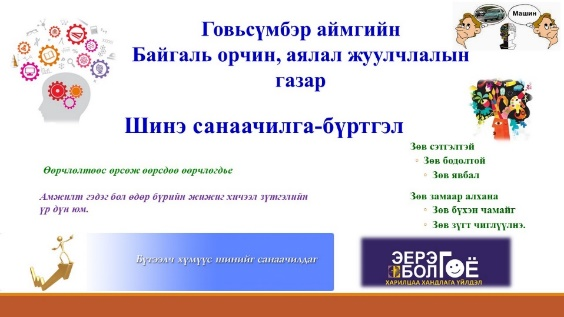 Говьсүмбэр аймгийн
Байгаль орчин, аялал жуулчлалын
газар
Машин
Шинэ санаачилга-бүртгэл
Зөв сэтгэлтэй
Зөв бодолтой
Зөв явбал
Өөрчлөлтөөс өрсөж өөрсдөө өөрчлөгдье
Амжилт гэдэг бол өдөр бүрийн жижиг хичээл зүтгэлийн
үр дүн юм.
Зөв замаар алхана
Зөв бүхэн чамайг
Зөв зүгт чиглүүлнэ.
Бүтээлч хүмүүс шинийг санаачилдаг
ЭЕРЭГ
БОЛГОЁ
ХАРИЛЦАА ХАНДЛАГА ҮЙЛДЭЛ